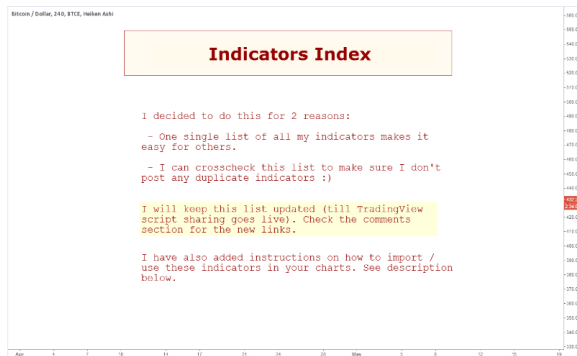 Bitcoin / Dollar, 240, BTCE, Heiken Ashi
Indicators Index
I decided to do this for 2 reasons:
- One single list of all my indicators makes it
easy for others.
- I can crosscheck this list to make sure I don't
post any duplicate indicators :)
I will keep this list updated (till TradingView
script sharing goes live). Check the comments
section for the new links.
I have also added instructions on how to import /
use these indicators in your charts. See description
below.